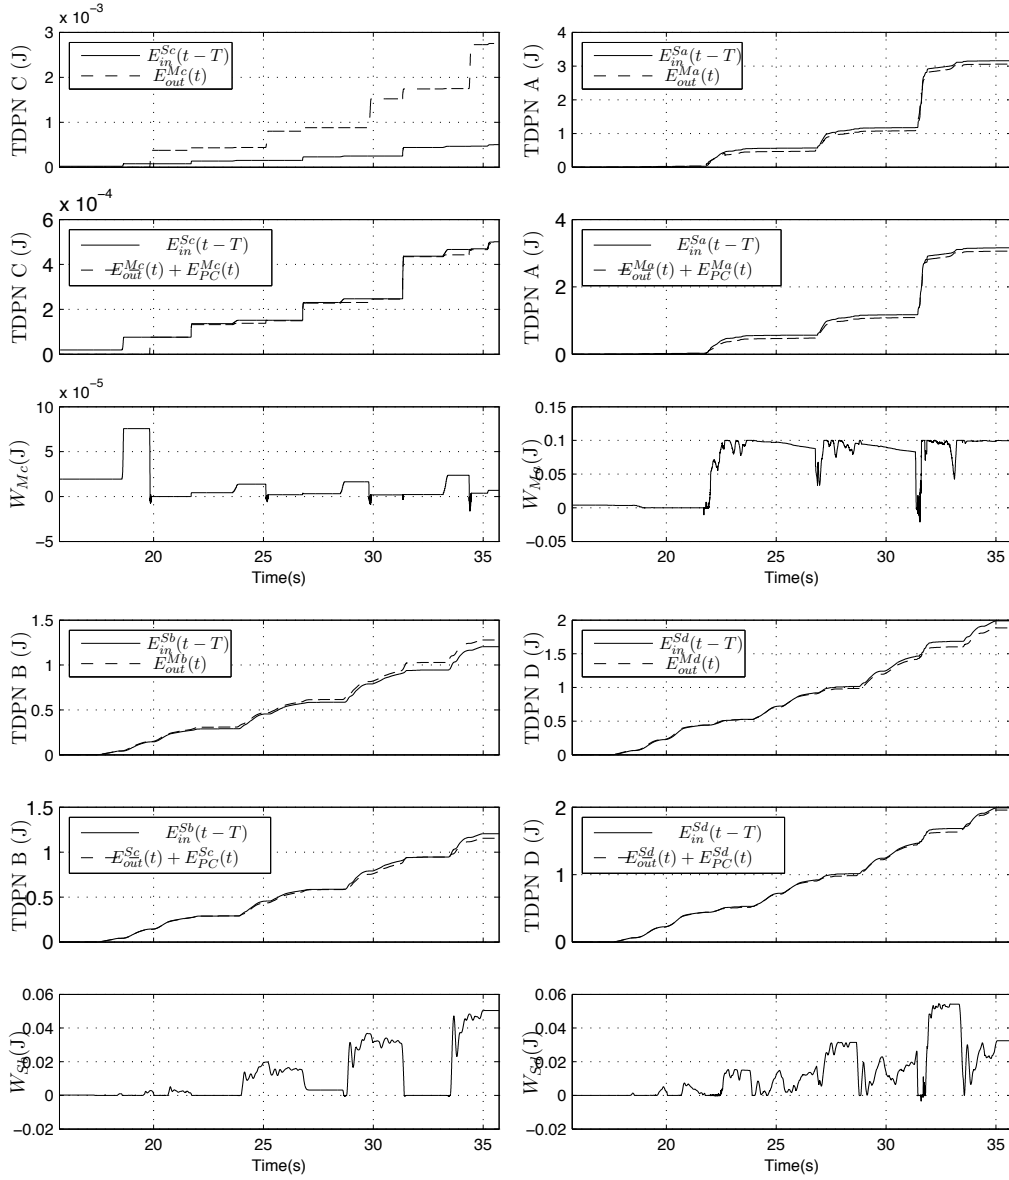 x 10⁻³
3
2
1
0
TDPN C (J)
E_in^Sc(t − T)
E_out^Mc(t)
4
3
2
1
0
TDPN A (J)
E_in^Sa(t − T)
E_out^Ma(t)
x 10⁻⁴
6
4
2
0
TDPN C (J)
E_in^Sc(t − T)
E_out^Mc(t) + E_PC^Mc(t)
4
2
0
TDPN A (J)
E_in^Sa(t − T)
E_out^Ma(t) + E_PC^Ma(t)
x 10⁻⁵
10
5
0
−5
W_Mc(J)
20 25 30 35
Time(s)
0.15
0.1
0.05
0
−0.05
W_Ma(J)
20 25 30 35
Time(s)
1.5
1
0.5
0
TDPN B (J)
E_in^Sb(t − T)
E_out^Mb(t)
2
1.5
1
0.5
0
TDPN D (J)
E_in^Sd(t − T)
E_out^Md(t)
1.5
1
0.5
0
TDPN B (J)
E_in^Sb(t − T)
E_out^Sc(t) + E_PC^Sc(t)
2
1
0
TDPN D (J)
E_in^Sd(t − T)
E_out^Sd(t) + E_PC^Sd(t)
0.06
0.04
0.02
0
−0.02
W_Sb(J)
20 25 30 35
Time(s)
0.06
0.04
0.02
0
−0.02
W_Sd(J)
20 25 30 35
Time(s)